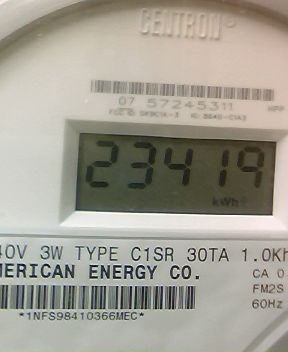 CENTRON
07 57245311
23419
kWh
40V 3W TYPE C1SR 30TA 1.0Kh
MERICAN ENERGY CO.
CA 0
FM2S
60Hz
*1NFS98410366MEC*